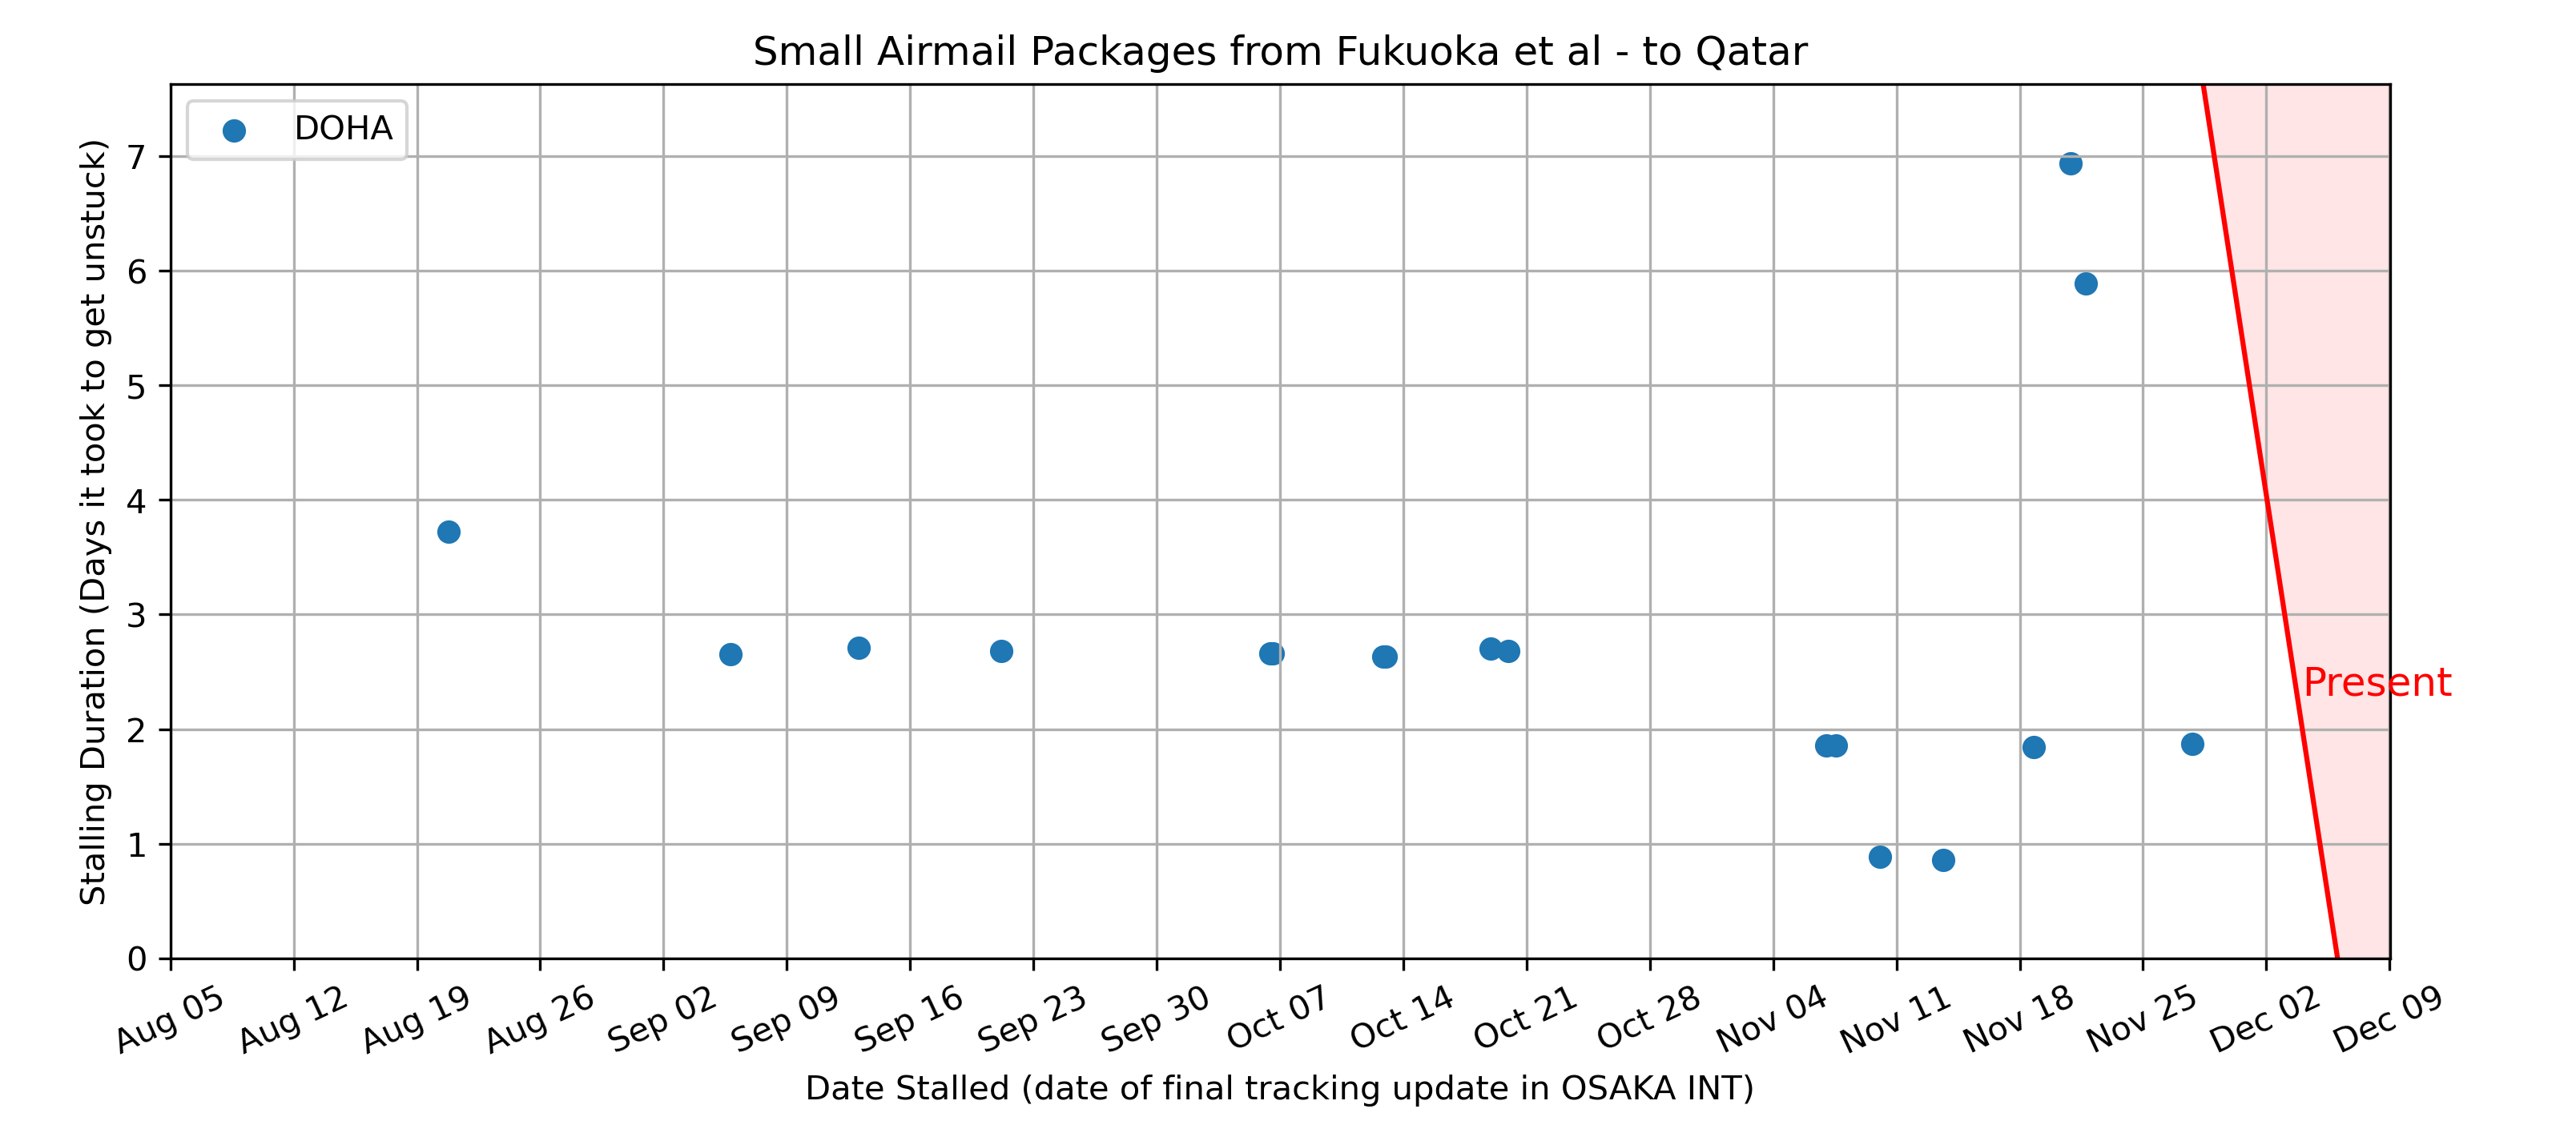 Small Airmail Packages from Fukuoka et al - to Qatar
DOHA
Stalling Duration (Days it took to get unstuck)
7
6
5
4
3
2
1
0
Present
Aug 05 Aug 12 Aug 19 Aug 26 Sep 02 Sep 09 Sep 16 Sep 23 Sep 30 Oct 07 Oct 14 Oct 21 Oct 28 Nov 04 Nov 11 Nov 18 Nov 25 Dec 02 Dec 09
Date Stalled (date of final tracking update in OSAKA INT)